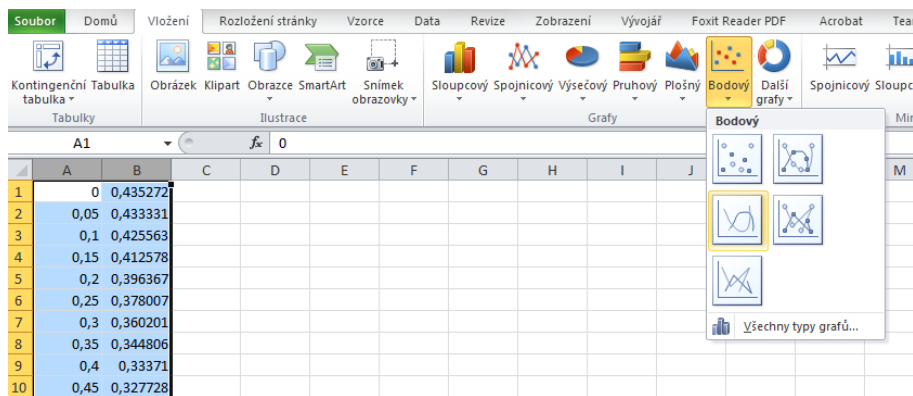 Soubor Domů Vložení Rozložení stránky Vzorce Data Revize Zobrazení Vývojář Foxit Reader PDF Acrobat
Kontingenční Tabulka Obrázek Klipart Obrazce SmartArt Snímek Sloupcový Spojnicový Výsečový Pruhový Plošný Bodový Další Spojnicový
tabulka obrazovky grafy
Tabulky Ilustrace Grafy
Bodový
A1 fx 0
A B C D E F G H I J M
1 0 0,435272
2 0,05 0,433331
3 0,1 0,425563
4 0,15 0,412578
5 0,2 0,396367
6 0,25 0,378007
7 0,3 0,360201
8 0,35 0,344806
9 0,4 0,33371
10 0,45 0,327728
Všechny typy grafů...